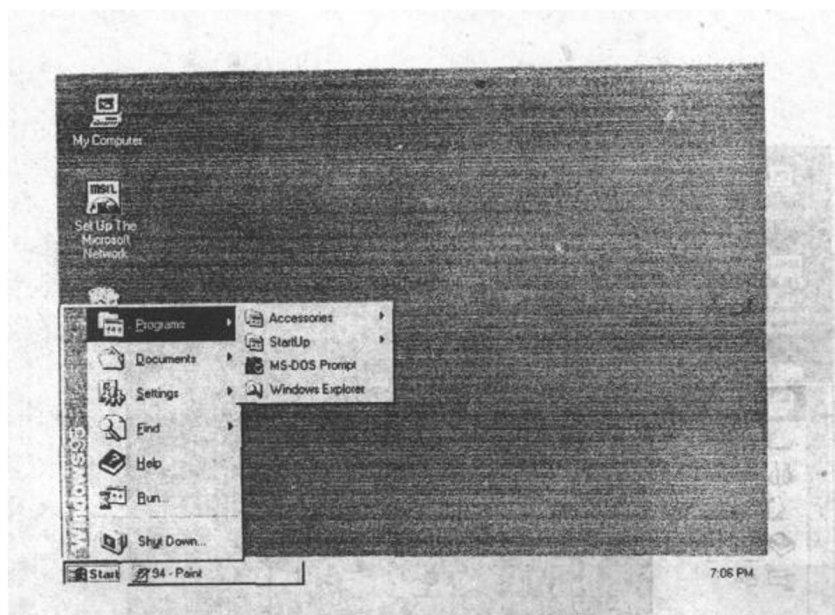 My Computer
msn.
Set Up The
Microsoft
Network
Programs
Documents
Settings
Find
Help
Run...
Shut Down...
Windows95
Accessories
StartUp
MS-DOS Prompt
Windows Explorer
Start
94 - Paint
7:06 PM